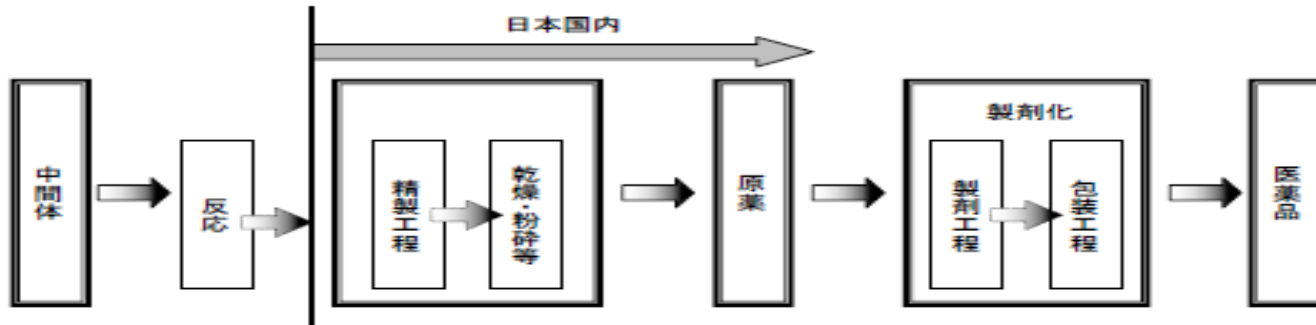 日本国内
中間体
反応
精製工程
乾燥・粉砕等
原薬
製剤化
製剤工程
包装工程
医薬品